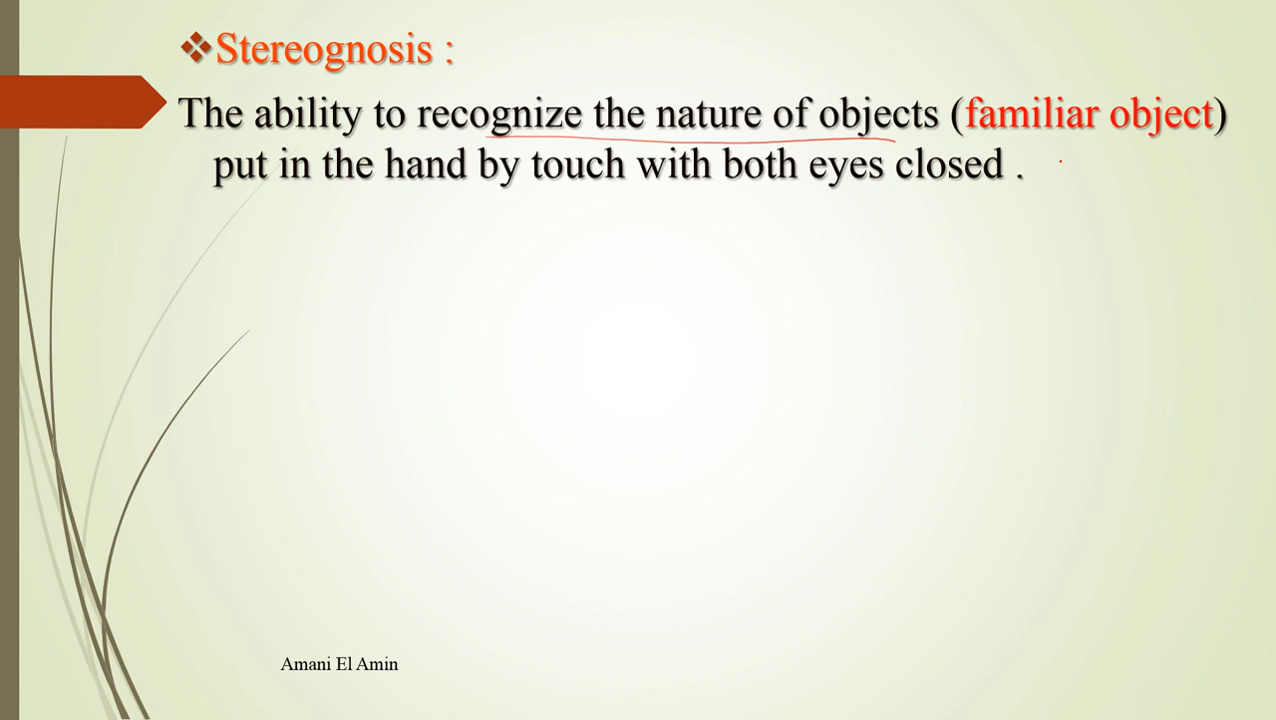 ❖Stereognosis :
The ability to recognize the nature of objects (familiar object)
put in the hand by touch with both eyes closed .
Amani El Amin